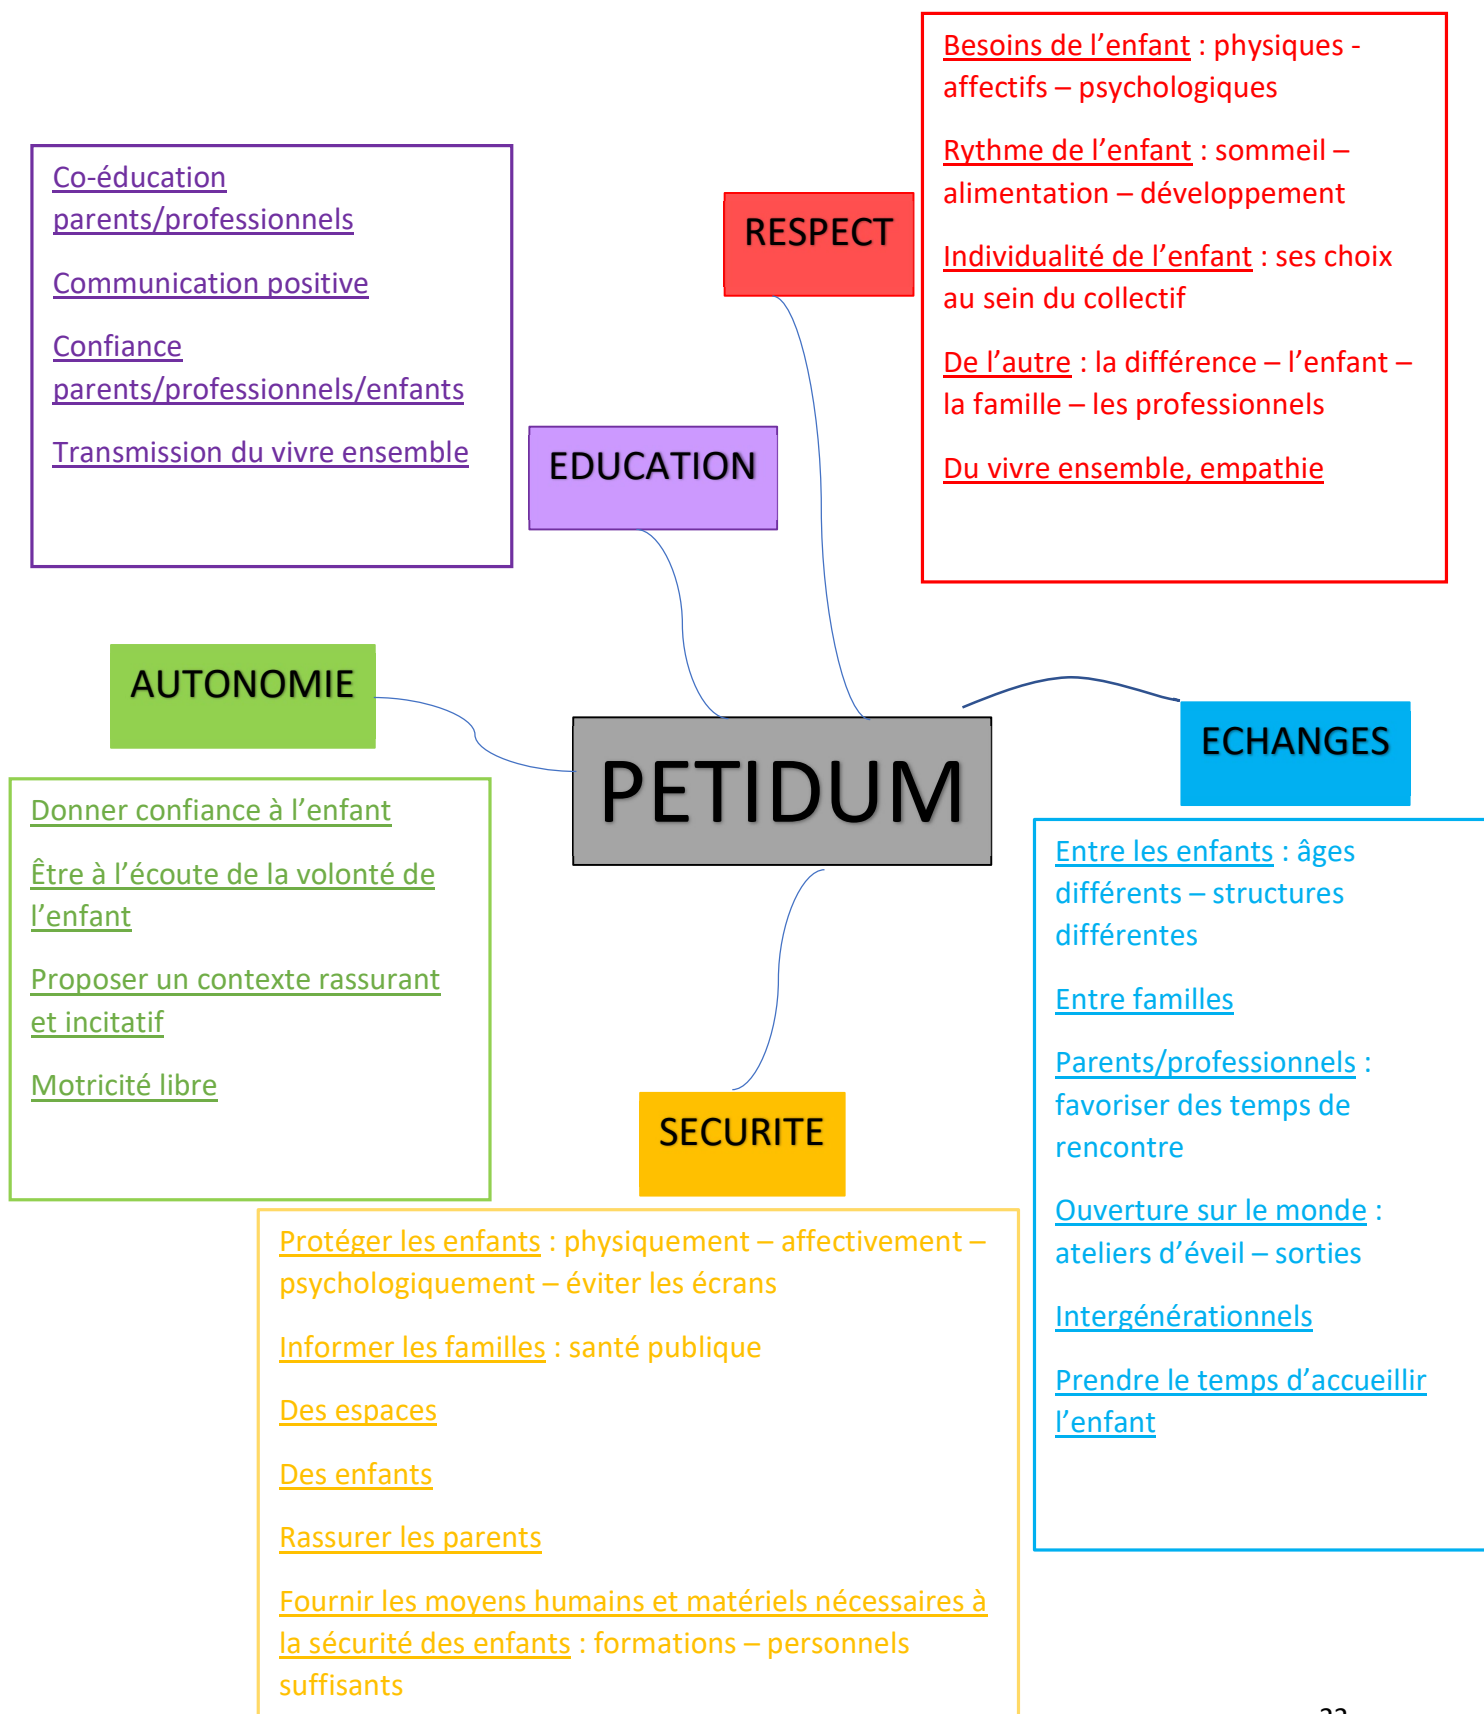 Besoins de l’enfant : physiques -
affectifs – psychologiques
Rythme de l’enfant : sommeil –
alimentation – développement
Individualité de l’enfant : ses choix
au sein du collectif
De l’autre : la différence – l’enfant –
la famille – les professionnels
Du vivre ensemble, empathie
RESPECT
Co-éducation
parents/professionnels
Communication positive
Confiance
parents/professionnels/enfants
Transmission du vivre ensemble
EDUCATION
AUTONOMIE
PETIDUM
ECHANGES
Donner confiance à l’enfant
Être à l’écoute de la volonté de
l’enfant
Proposer un contexte rassurant
et incitatif
Motricité libre
Entre les enfants : âges
différents – structures
différentes
Entre familles
Parents/professionnels :
favoriser des temps de
rencontre
Ouverture sur le monde :
ateliers d’éveil – sorties
Intergénérationnels
Prendre le temps d’accueillir
l’enfant
SECURITE
Protéger les enfants : physiquement – affectivement –
psychologiquement – éviter les écrans
Informer les familles : santé publique
Des espaces
Des enfants
Rassurer les parents
Fournir les moyens humains et matériels nécessaires à
la sécurité des enfants : formations – personnels
suffisants